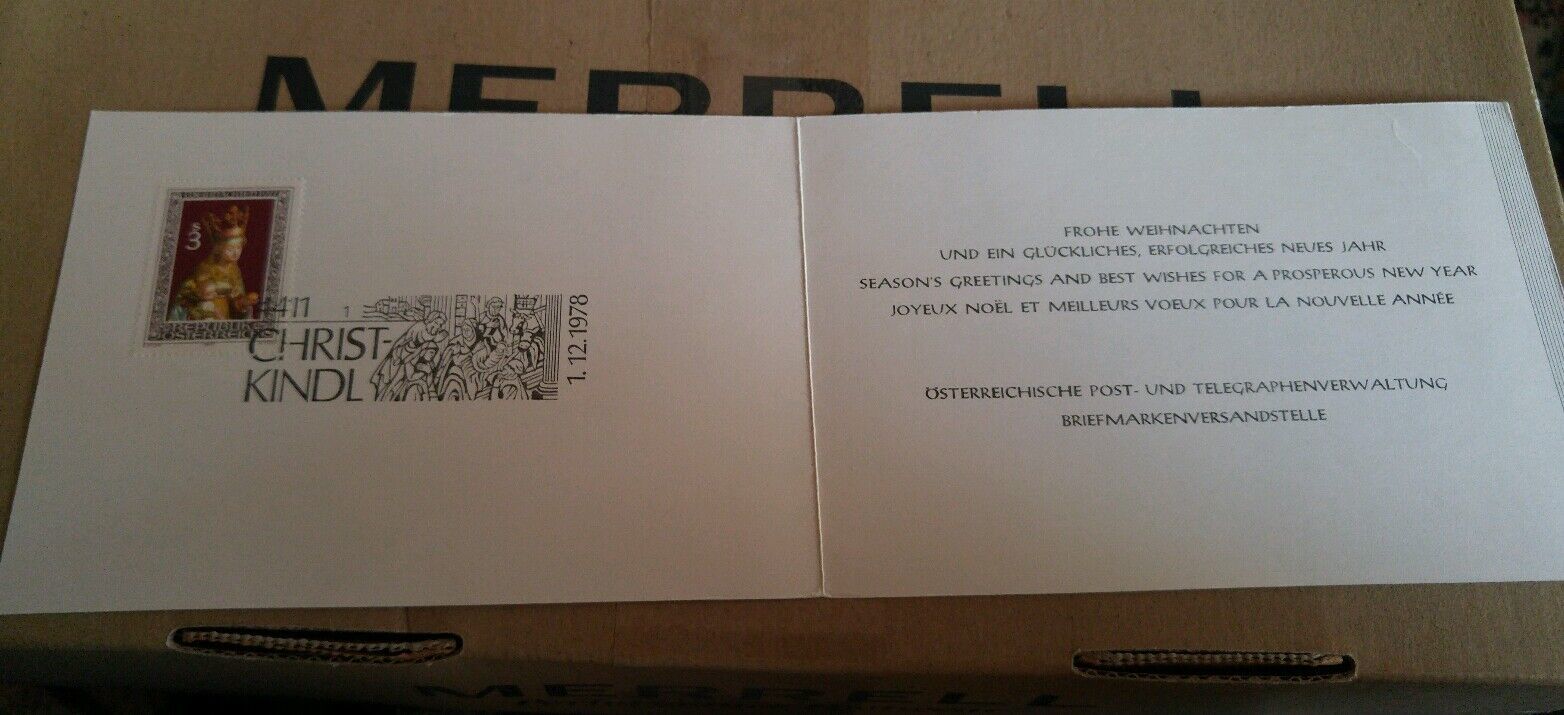 MERRELL
3
REPUBLIK
ÖSTERREICH
4411 1
CHRIST-
KINDL
1.12.1978
FROHE WEIHNACHTEN
UND EIN GLÜCKLICHES, ERFOLGREICHES NEUES JAHR
SEASON'S GREETINGS AND BEST WISHES FOR A PROSPEROUS NEW YEAR
JOYEUX NOËL ET MEILLEURS VOEUX POUR LA NOUVELLE ANNÉE
ÖSTERREICHISCHE POST- UND TELEGRAPHENVERWALTUNG
BRIEFMARKENVERSANDSTELLE
MERRELL